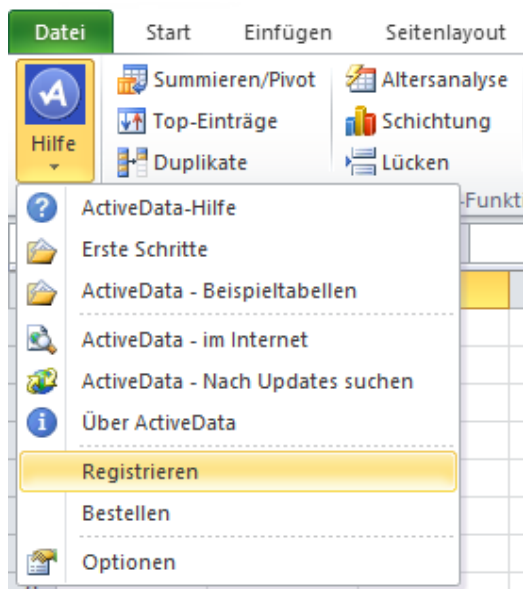 Datei Start Einfügen Seitenlayout
Summieren/Pivot Altersanalyse
Top-Einträge Schichtung
Hilfe
Duplikate Lücken
-Funkt
ActiveData-Hilfe
Erste Schritte
ActiveData - Beispieltabellen
ActiveData - im Internet
ActiveData - Nach Updates suchen
Über ActiveData
Registrieren
Bestellen
Optionen